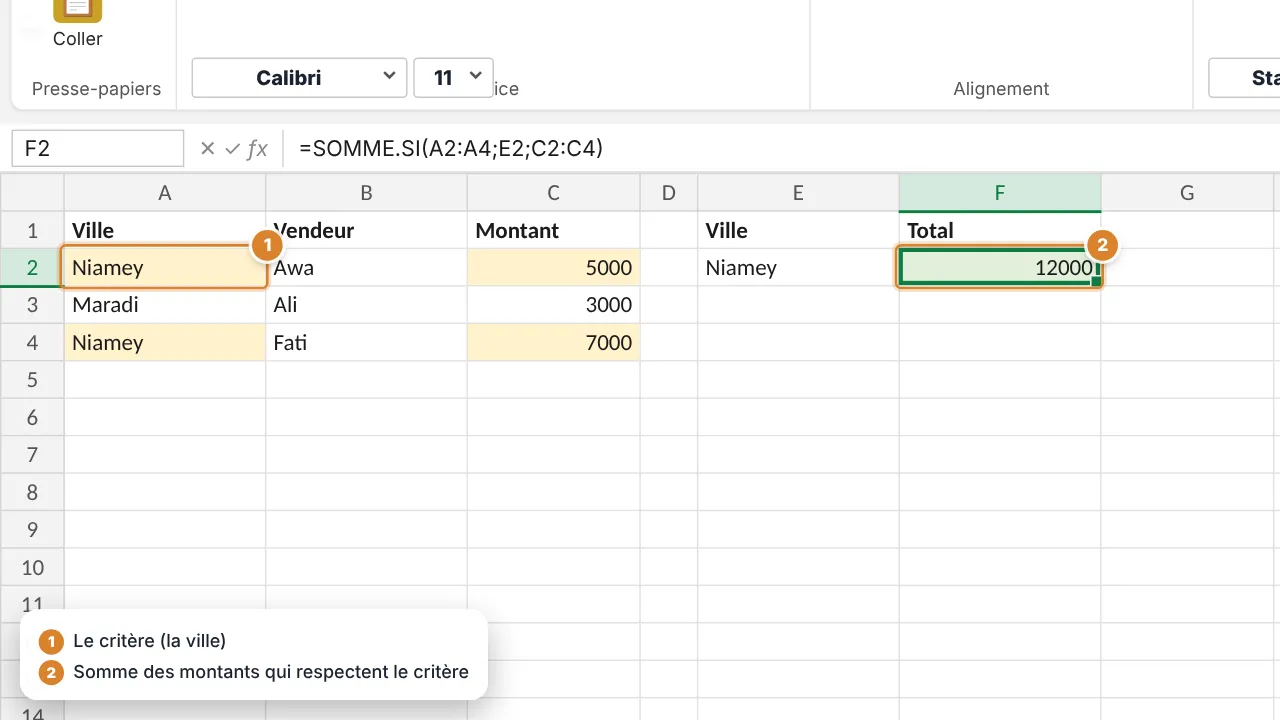 Coller
Presse-papiers
Calibri
11
ice
Alignement
Sta
F2
fx
=SOMME.SI(A2:A4;E2;C2:C4)
A B C D E F G
1 Ville Vendeur Montant Ville Total
1 2
2 Niamey Awa 5000 Niamey 12000
3 Maradi Ali 3000
4 Niamey Fati 7000
5
6
7
8
9
10
11
1 Le critère (la ville)
2 Somme des montants qui respectent le critère
14